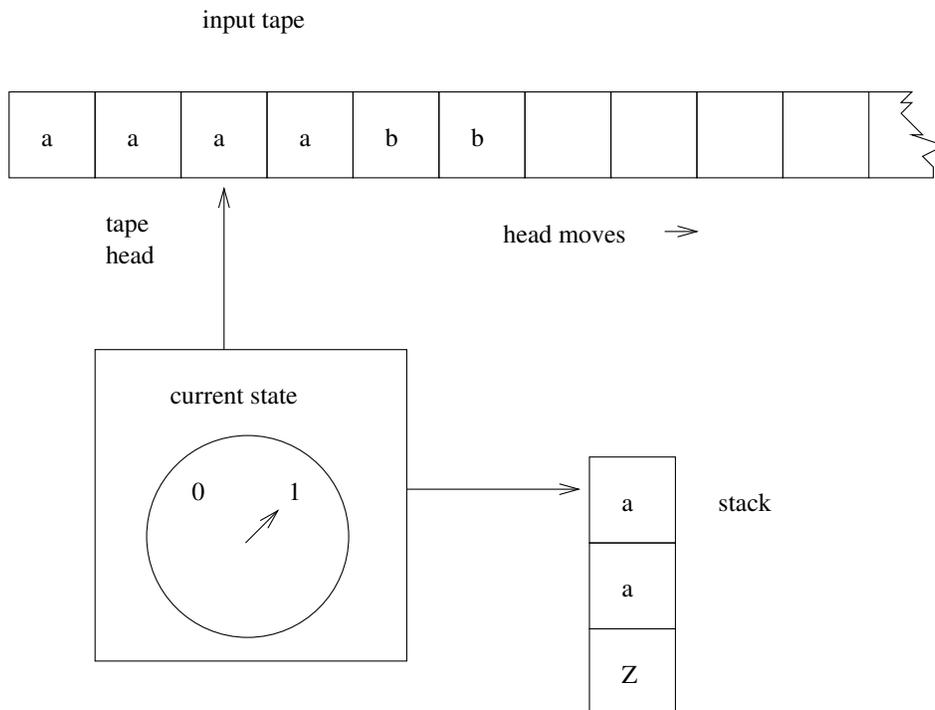 input tape
a a a a b b
tape
head
head moves
current state
0 1
a
stack
a
Z